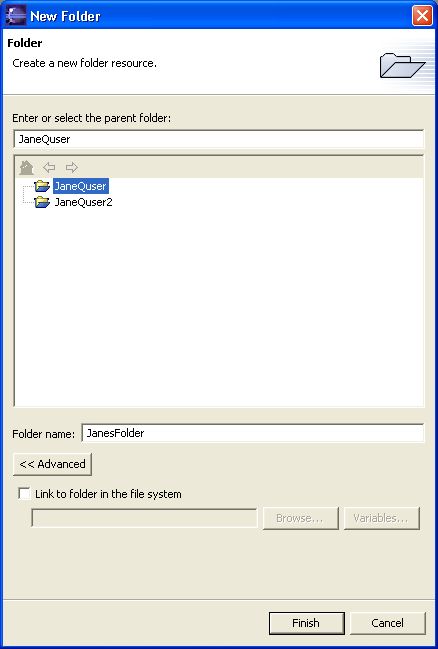 New Folder
Folder
Create a new folder resource.
Enter or select the parent folder:
JaneQuser
JaneQuser
JaneQuser2
Folder name: JanesFolder
<< Advanced
Link to folder in the file system
Browse... Variables...
Finish Cancel